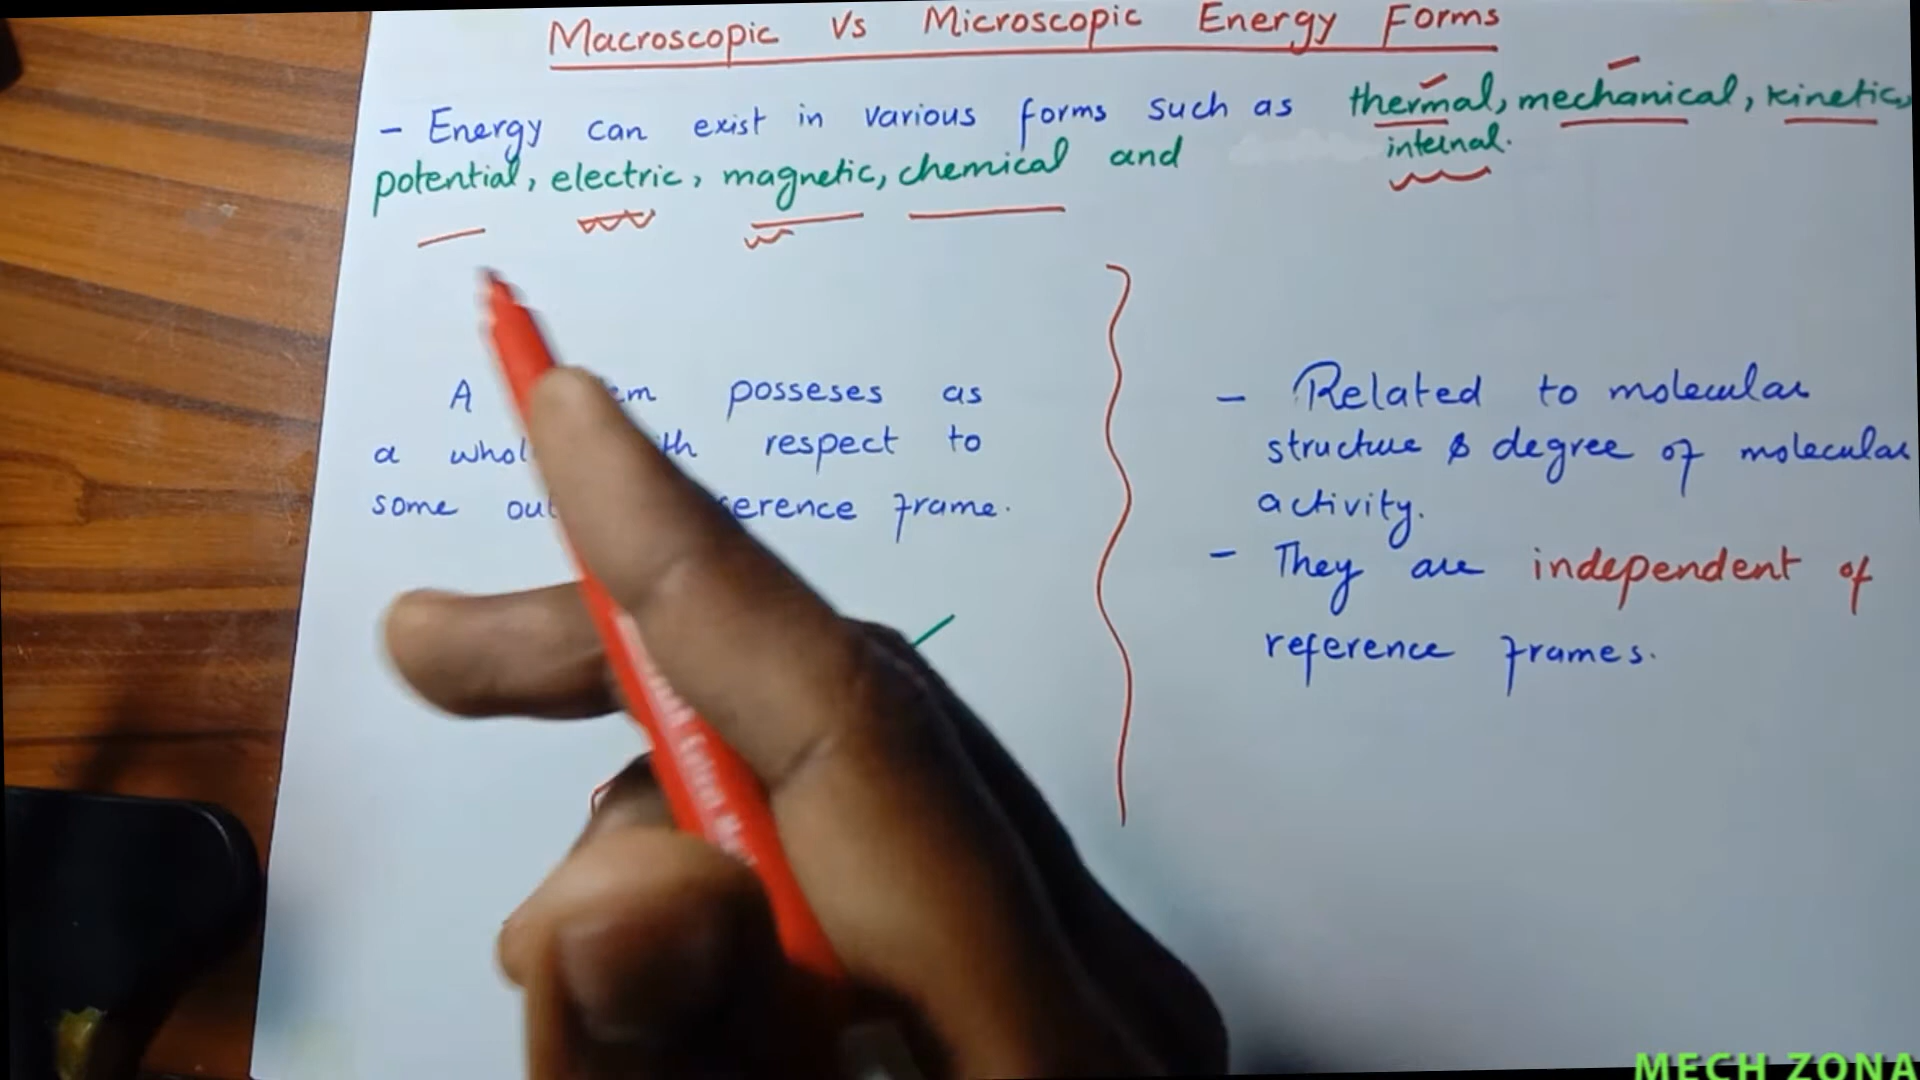 Macroscopic Vs Microscopic Energy Forms
- Energy can exist in various forms such as thermal, mechanical, kinetic,
potential, electric, magnetic, chemical and internal.
A posseses as
a respect to
some frame.
- Related to molecular
structure & degree of molecular
activity.
- They are independent of
reference frames.
MECH ZONA